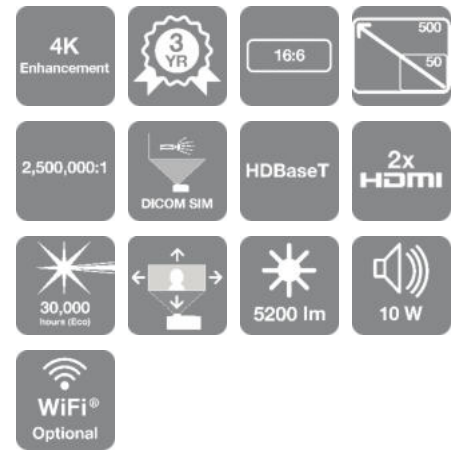 4K
Enhancement
3
YR
16:6
500
50
2,500,000:1
DICOM SIM
HDBaseT
2x
HDMI
30,000
hours (Eco)
5200 lm
10 W
WiFi®
Optional